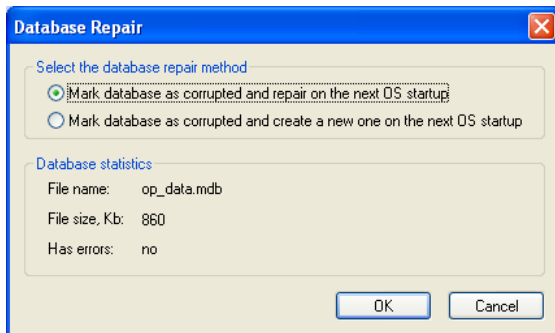 Database Repair
Select the database repair method
Mark database as corrupted and repair on the next OS startup
Mark database as corrupted and create a new one on the next OS startup
Database statistics
File name: op_data.mdb
File size, Kb: 860
Has errors: no
OK Cancel